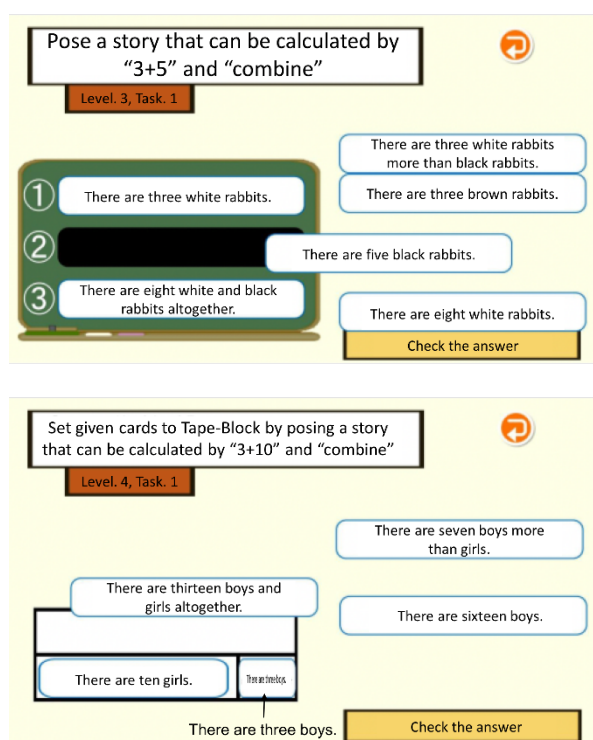 Pose a story that can be calculated by
“3+5” and “combine”
Level. 3, Task. 1
① There are three white rabbits.
②
③ There are eight white and black
rabbits altogether.
There are three white rabbits
more than black rabbits.
There are three brown rabbits.
There are five black rabbits.
There are eight white rabbits.
Check the answer
Set given cards to Tape-Block by posing a story
that can be calculated by “3+10” and “combine”
Level. 4, Task. 1
There are seven boys more
than girls.
There are thirteen boys and
girls altogether.
There are sixteen boys.
There are ten girls.
There are three boys.
There are three boys.
Check the answer